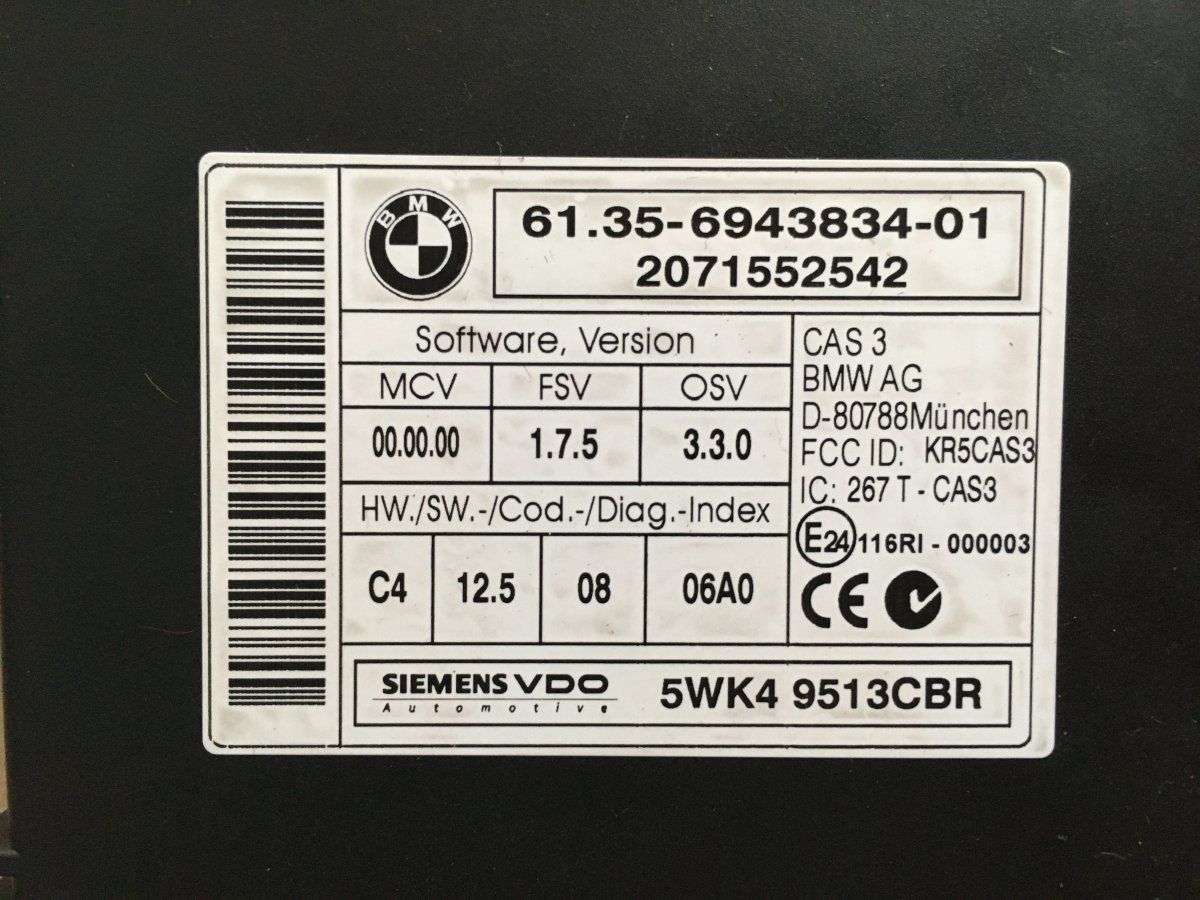 BMW
61.35-6943834-01
2071552542
Software, Version
MCV FSV OSV
00.00.00 1.7.5 3.3.0
HW./SW.-/Cod.-/Diag.-Index
C4 12.5 08 06A0
CAS 3
BMW AG
D-80788München
FCC ID: KR5CAS3
IC: 267 T - CAS3
E24 116RI - 000003
CE
SIEMENS VDO
Automotive
5WK4 9513CBR